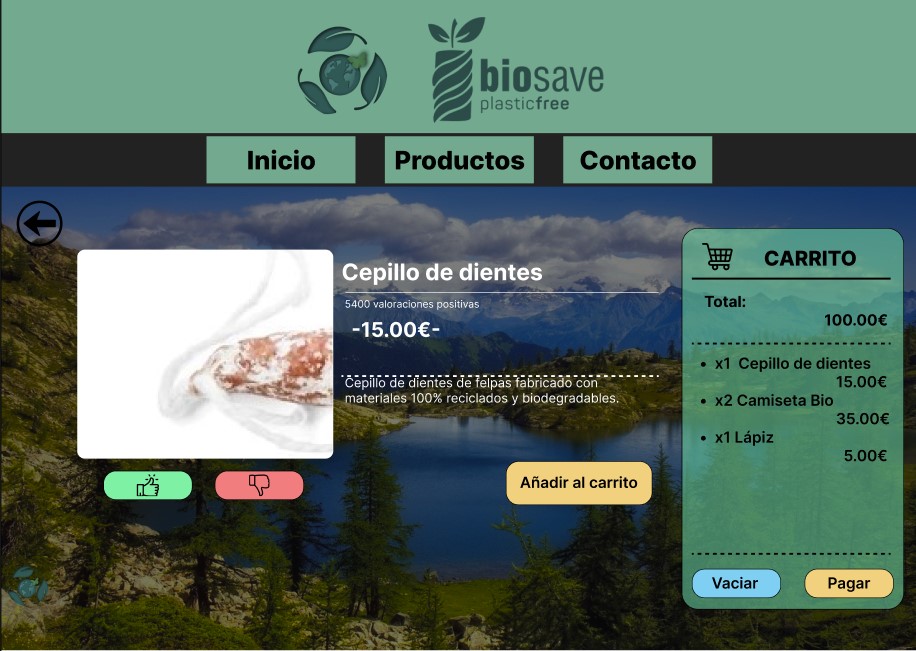 biosave
plasticfree
Inicio
Productos
Contacto
Cepillo de dientes
5400 valoraciones positivas
-15.00€-
Cepillo de dientes de felpas fabricado con
materiales 100% reciclados y biodegradables.
Añadir al carrito
CARRITO
Total:
100.00€
• x1 Cepillo de dientes
15.00€
• x2 Camiseta Bio
35.00€
• x1 Lápiz
5.00€
Vaciar
Pagar